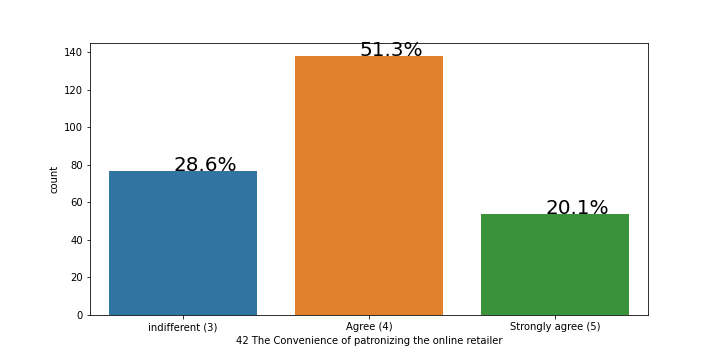 51.3%
140
120
100
28.6%
80
20.1%
60
40
20
0
count
indifferent (3)
Agree (4)
Strongly agree (5)
42 The Convenience of patronizing the online retailer